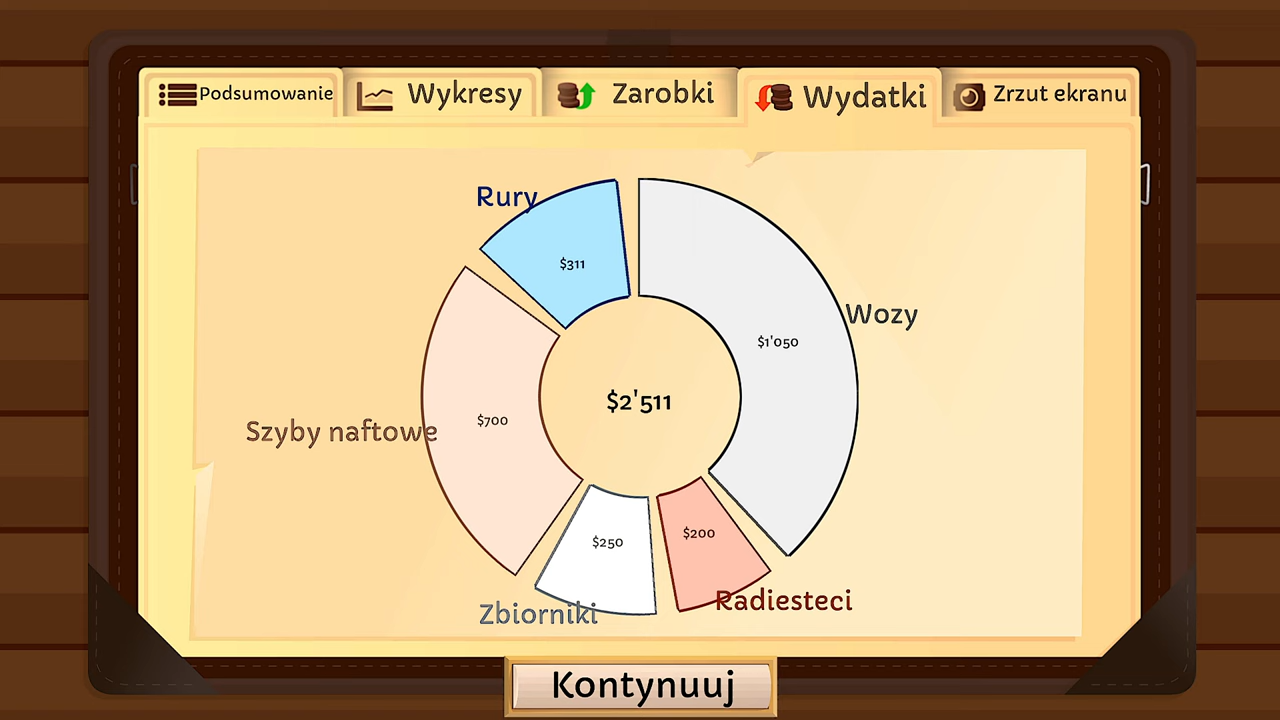 Podsumowanie
Wykresy
Zarobki
Wydatki
Zrzut ekranu
Rury
$311
Wozy
$1'050
$2'511
Szyby naftowe
$700
$250
$200
Zbiorniki
Radiesteci
Kontynuuj